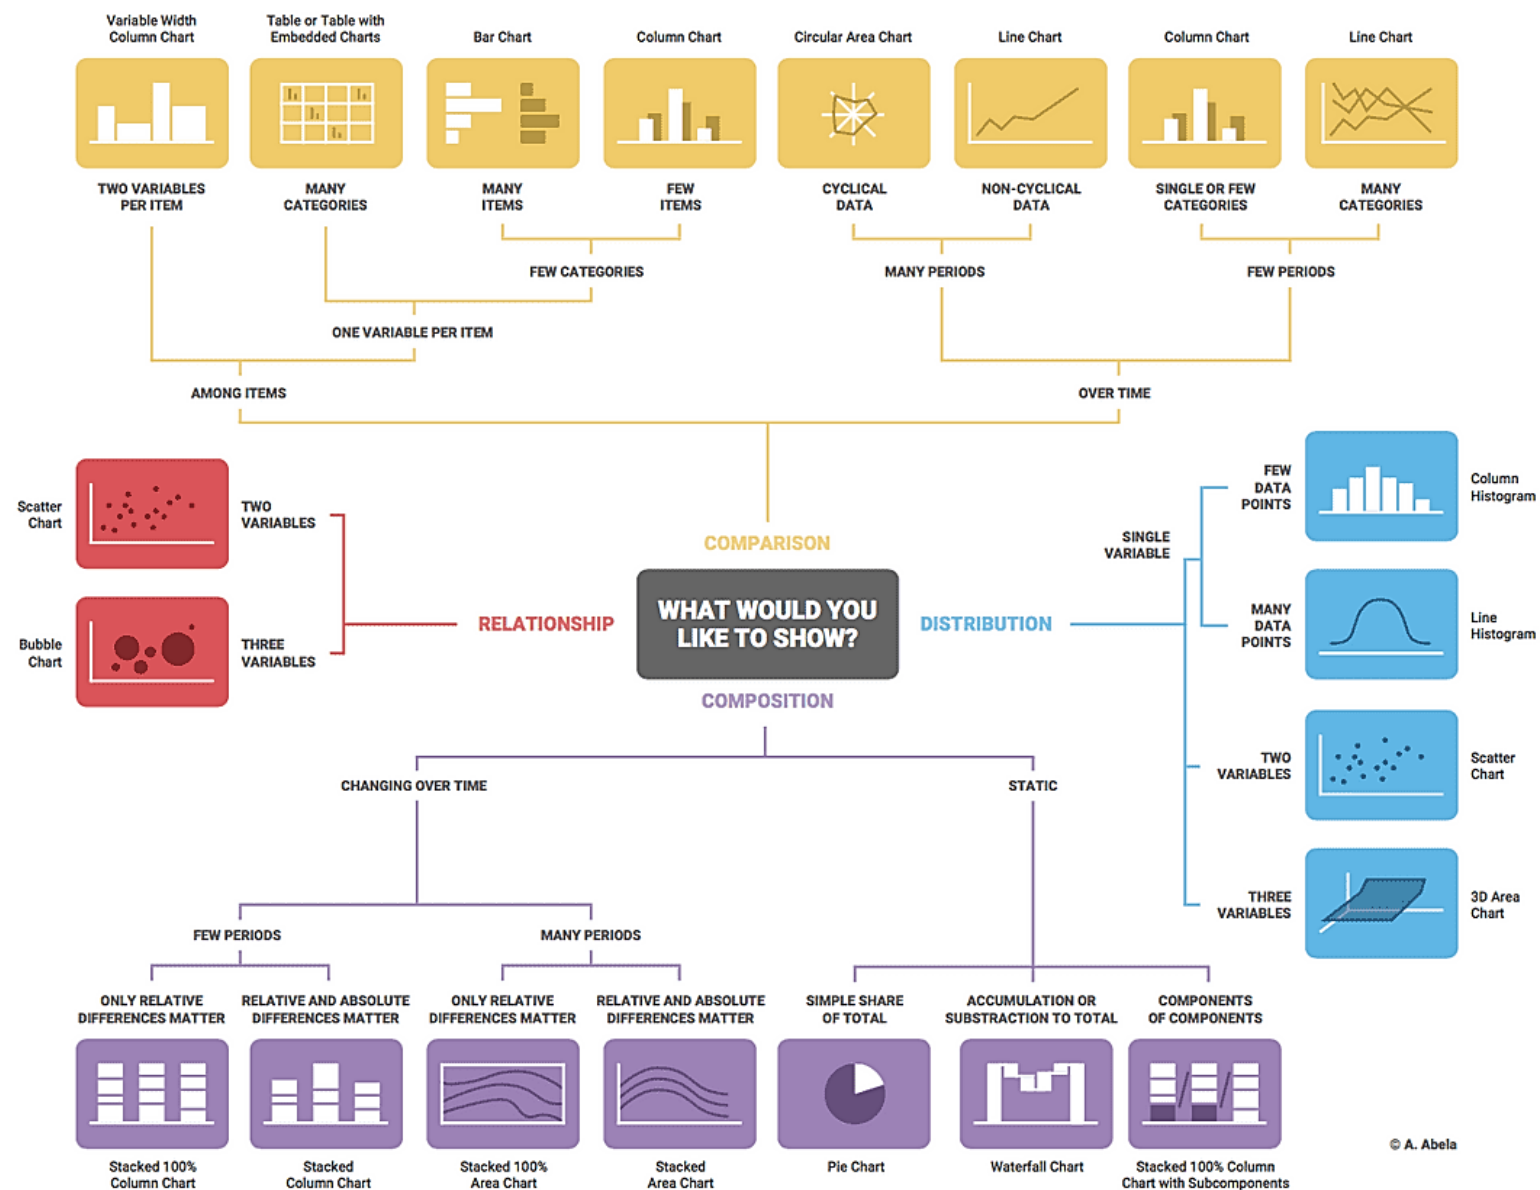 Variable Width
Column Chart
Table or Table with
Embedded Charts
Bar Chart
Column Chart
Circular Area Chart
Line Chart
Column Chart
Line Chart
TWO VARIABLES
PER ITEM
MANY
CATEGORIES
MANY
ITEMS
FEW
ITEMS
CYCLICAL
DATA
NON-CYCLICAL
DATA
SINGLE OR FEW
CATEGORIES
MANY
CATEGORIES
FEW CATEGORIES
MANY PERIODS
FEW PERIODS
ONE VARIABLE PER ITEM
AMONG ITEMS
OVER TIME
COMPARISON
WHAT WOULD YOU
LIKE TO SHOW?
RELATIONSHIP
TWO
VARIABLES
Scatter
Chart
THREE
VARIABLES
Bubble
Chart
DISTRIBUTION
SINGLE
VARIABLE
FEW
DATA
POINTS
Column
Histogram
MANY
DATA
POINTS
Line
Histogram
TWO
VARIABLES
Scatter
Chart
THREE
VARIABLES
3D Area
Chart
COMPOSITION
CHANGING OVER TIME
STATIC
FEW PERIODS
MANY PERIODS
ONLY RELATIVE
DIFFERENCES MATTER
RELATIVE AND ABSOLUTE
DIFFERENCES MATTER
ONLY RELATIVE
DIFFERENCES MATTER
RELATIVE AND ABSOLUTE
DIFFERENCES MATTER
SIMPLE SHARE
OF TOTAL
ACCUMULATION OR
SUBSTRACTION TO TOTAL
COMPONENTS
OF COMPONENTS
Stacked 100%
Column Chart
Stacked
Column Chart
Stacked 100%
Area Chart
Stacked
Area Chart
Pie Chart
Waterfall Chart
Stacked 100% Column
Chart with Subcomponents
© A. Abela